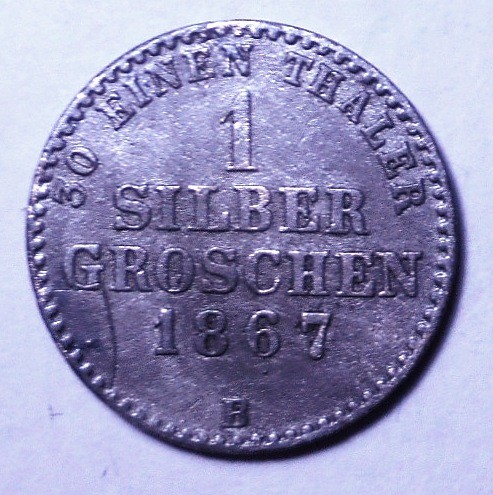 30 EINEN THALER
1
SILBER
GROSCHEN
1867
B